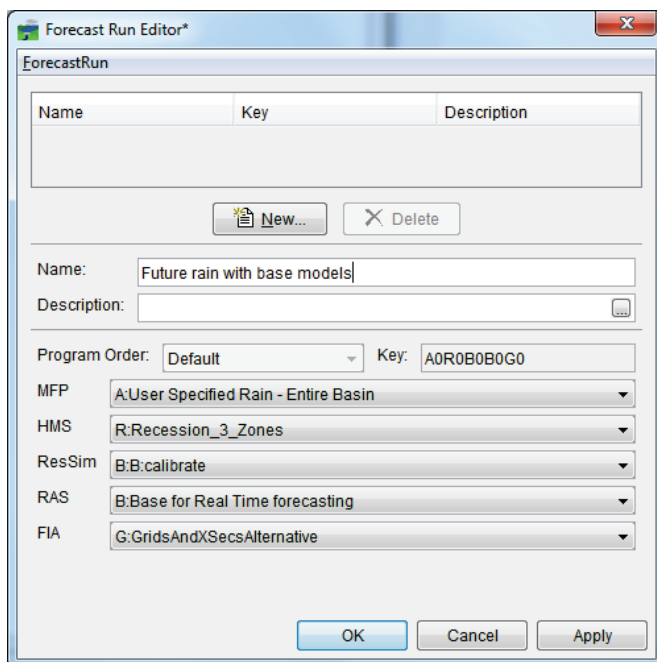 Forecast Run Editor*
ForecastRun
Name Key Description
New... Delete
Name: Future rain with base models
Description: ...
Program Order: Default Key: A0R0B0B0G0
MFP A:User Specified Rain - Entire Basin
HMS R:Recession_3_Zones
ResSim B:B:calibrate
RAS B:Base for Real Time forecasting
FIA G:GridsAndXSecsAlternative
OK Cancel Apply